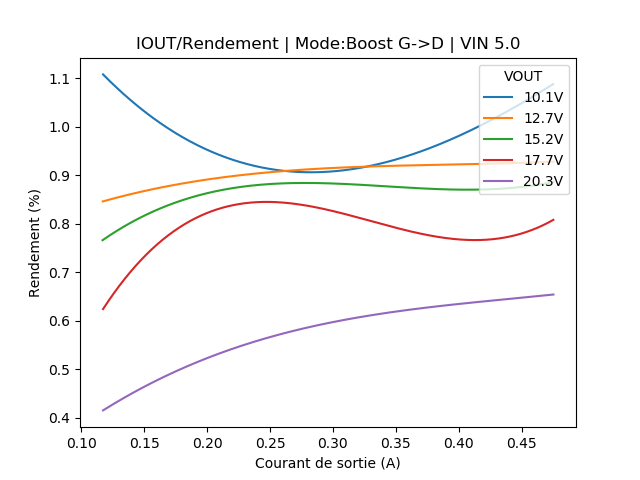 IOUT/Rendement | Mode:Boost G->D | VIN 5.0
VOUT
10.1V
12.7V
15.2V
17.7V
20.3V
Rendement (%)
1.1
1.0
0.9
0.8
0.7
0.6
0.5
0.4
0.10 0.15 0.20 0.25 0.30 0.35 0.40 0.45
Courant de sortie (A)